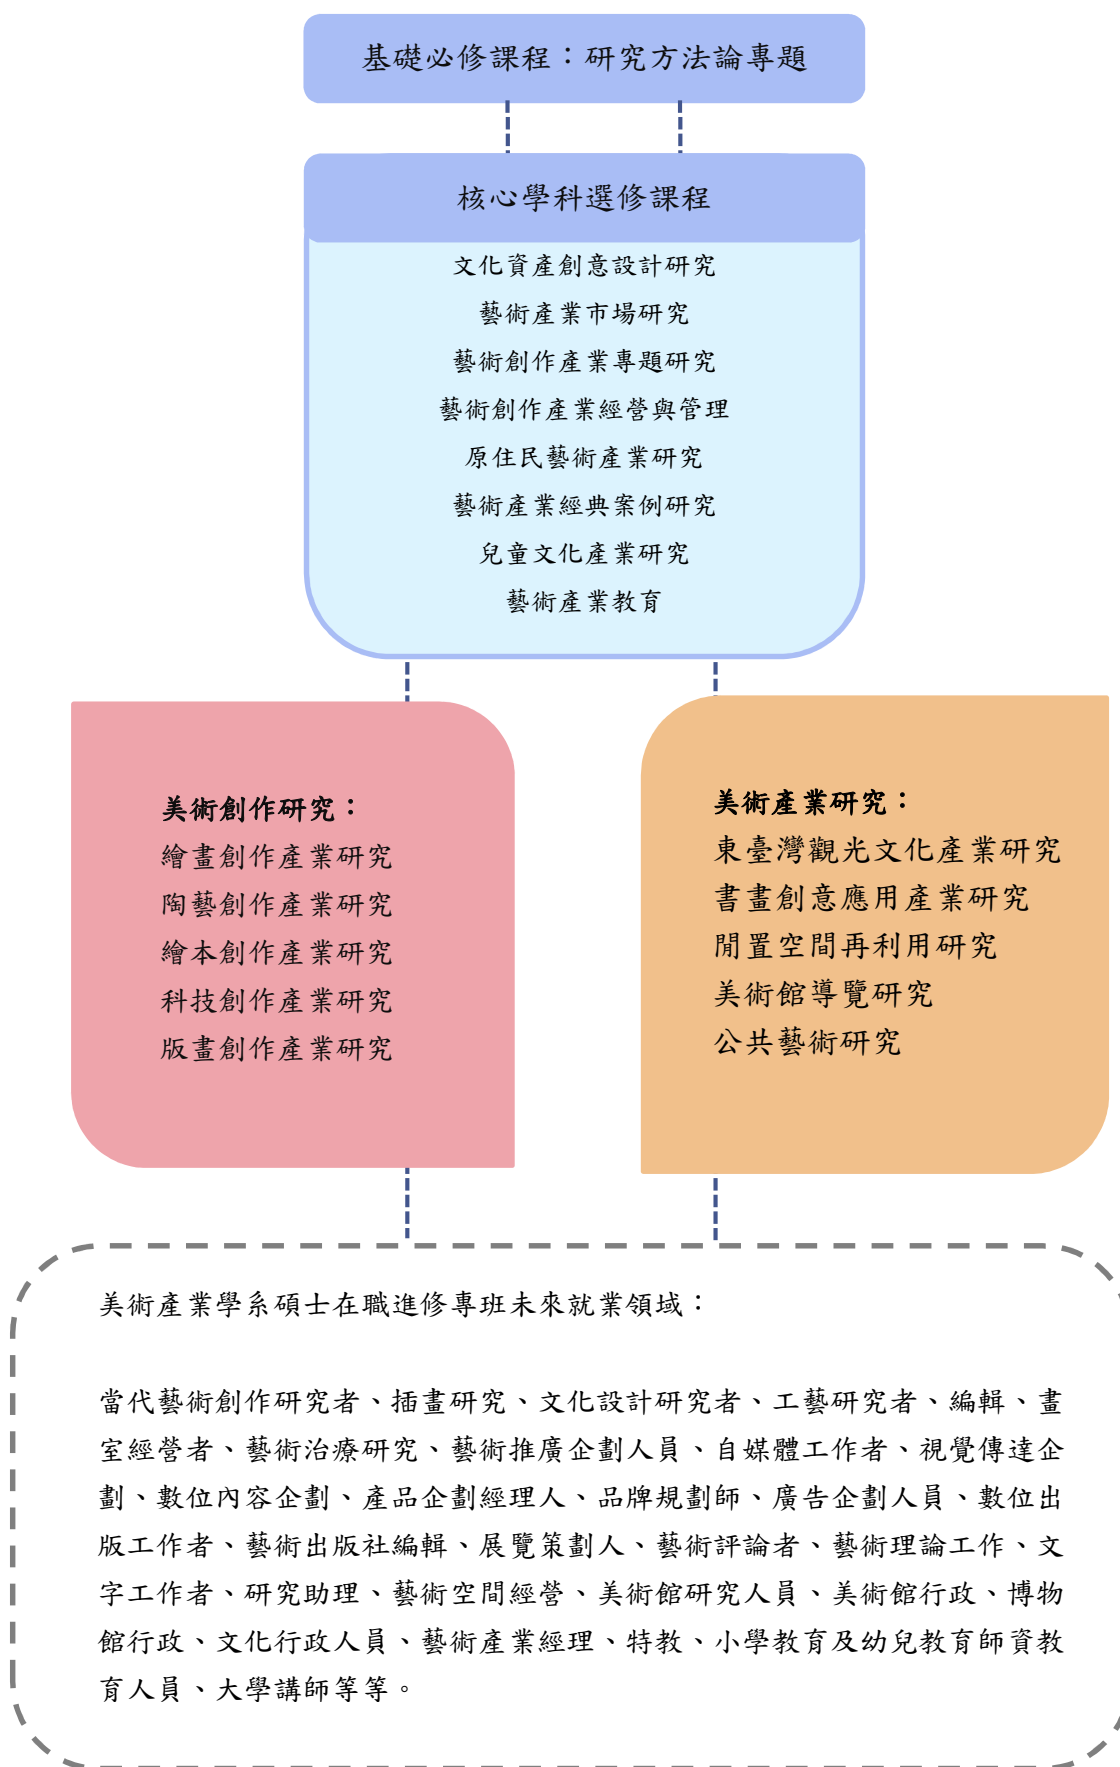 基礎必修課程：研究方法論專題
核心學科選修課程
文化資產創意設計研究
藝術產業市場研究
藝術創作產業專題研究
藝術創作產業經營與管理
原住民藝術產業研究
藝術產業經典案例研究
兒童文化產業研究
藝術產業教育
美術創作研究：
繪畫創作產業研究
陶藝創作產業研究
繪本創作產業研究
科技創作產業研究
版畫創作產業研究
美術產業研究：
東臺灣觀光文化產業研究
書畫創意應用產業研究
閒置空間再利用研究
美術館導覽研究
公共藝術研究
美術產業學系碩士在職進修專班未來就業領域：
當代藝術創作研究者、插畫研究、文化設計研究者、工藝研究者、編輯、畫
室經營者、藝術治療研究、藝術推廣企劃人員、自媒體工作者、視覺傳達企
劃、數位內容企劃、產品企劃經理人、品牌規劃師、廣告企劃人員、數位出
版工作者、藝術出版社編輯、展覽策劃人、藝術評論者、藝術理論工作、文
字工作者、研究助理、藝術空間經營、美術館研究人員、美術館行政、博物
館行政、文化行政人員、藝術產業經理、特教、小學教育及幼兒教育師資教
育人員、大學講師等等。